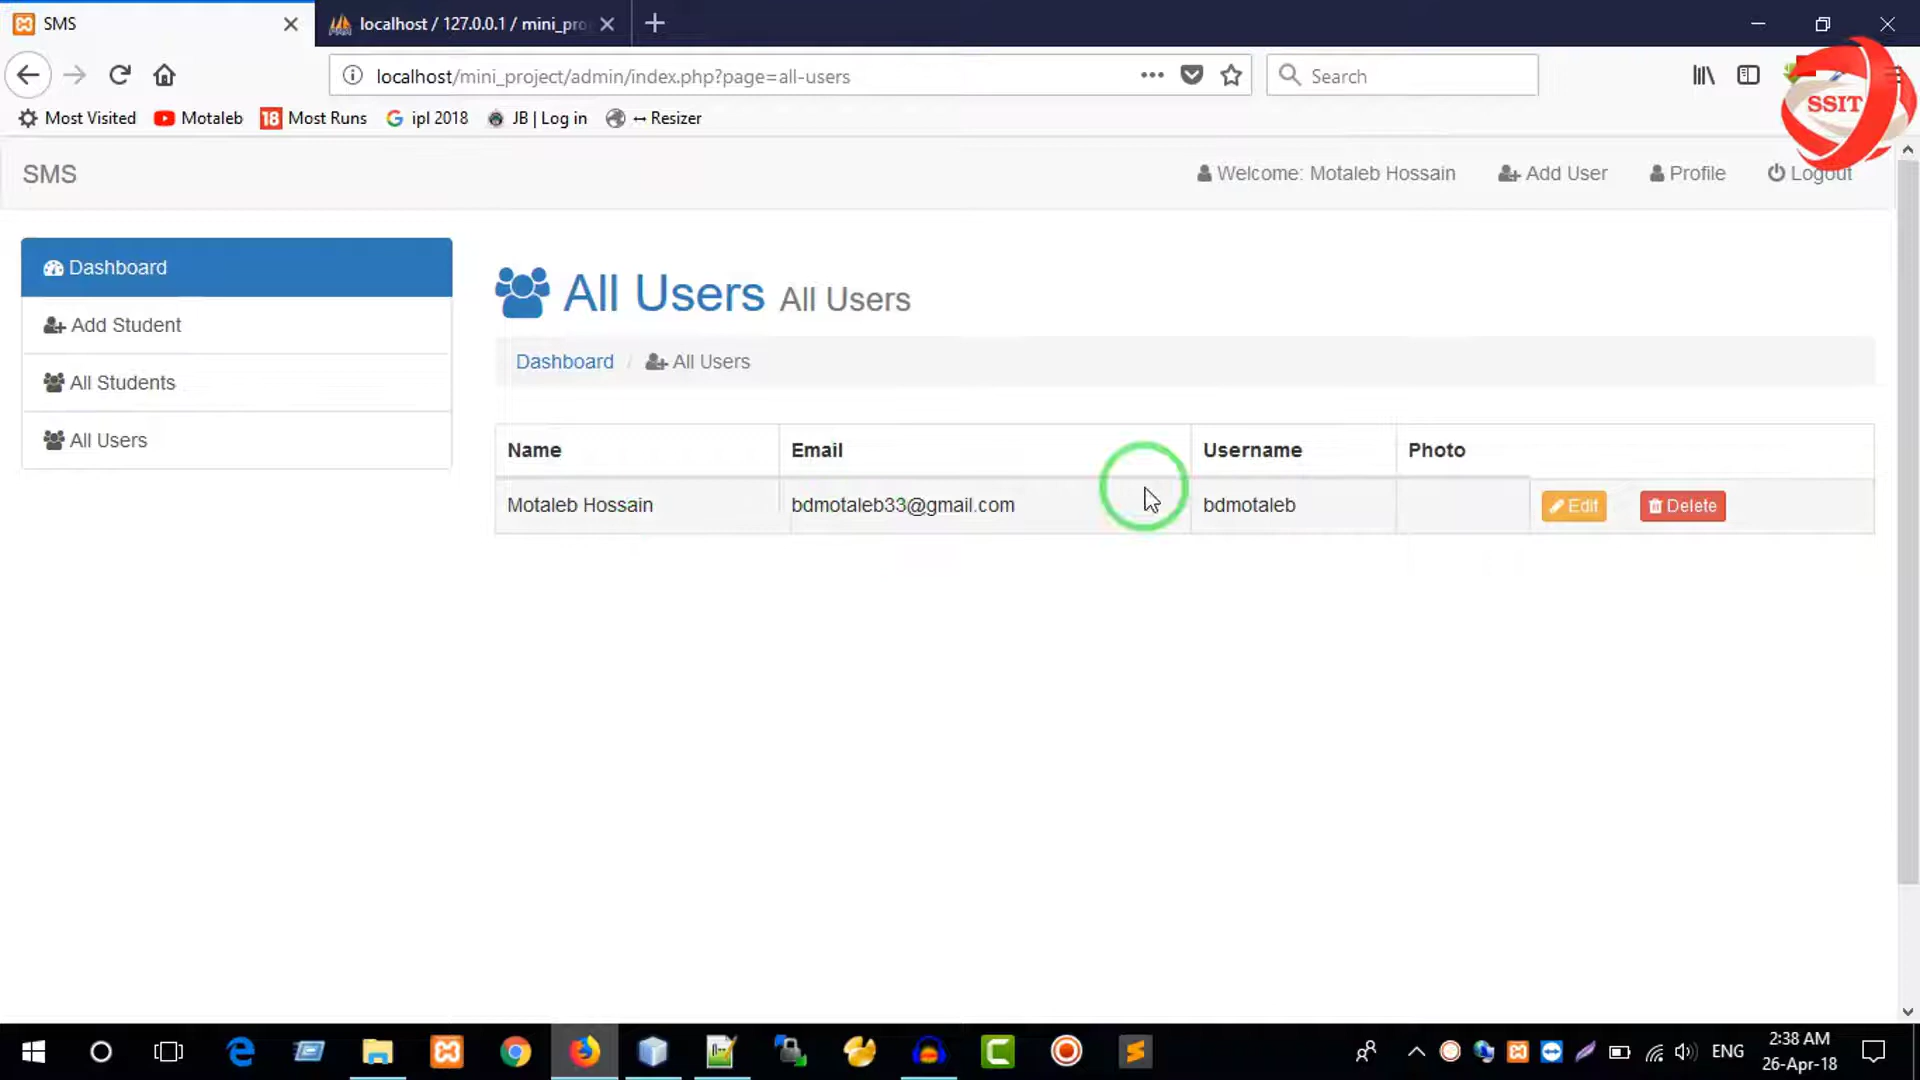 SMS
localhost / 127.0.0.1 / mini_pro
localhost/mini_project/admin/index.php?page=all-users
Search
Most Visited
Motaleb
18 Most Runs
ipl 2018
JB | Log in
↔ Resizer
SSIT
SMS
Welcome: Motaleb Hossain
Add User
Profile
Logout
Dashboard
Add Student
All Students
All Users
All Users All Users
Dashboard / All Users
Name Email Username Photo
Motaleb Hossain bdmotaleb33@gmail.com bdmotaleb Edit Delete
ENG
2:38 AM
26-Apr-18